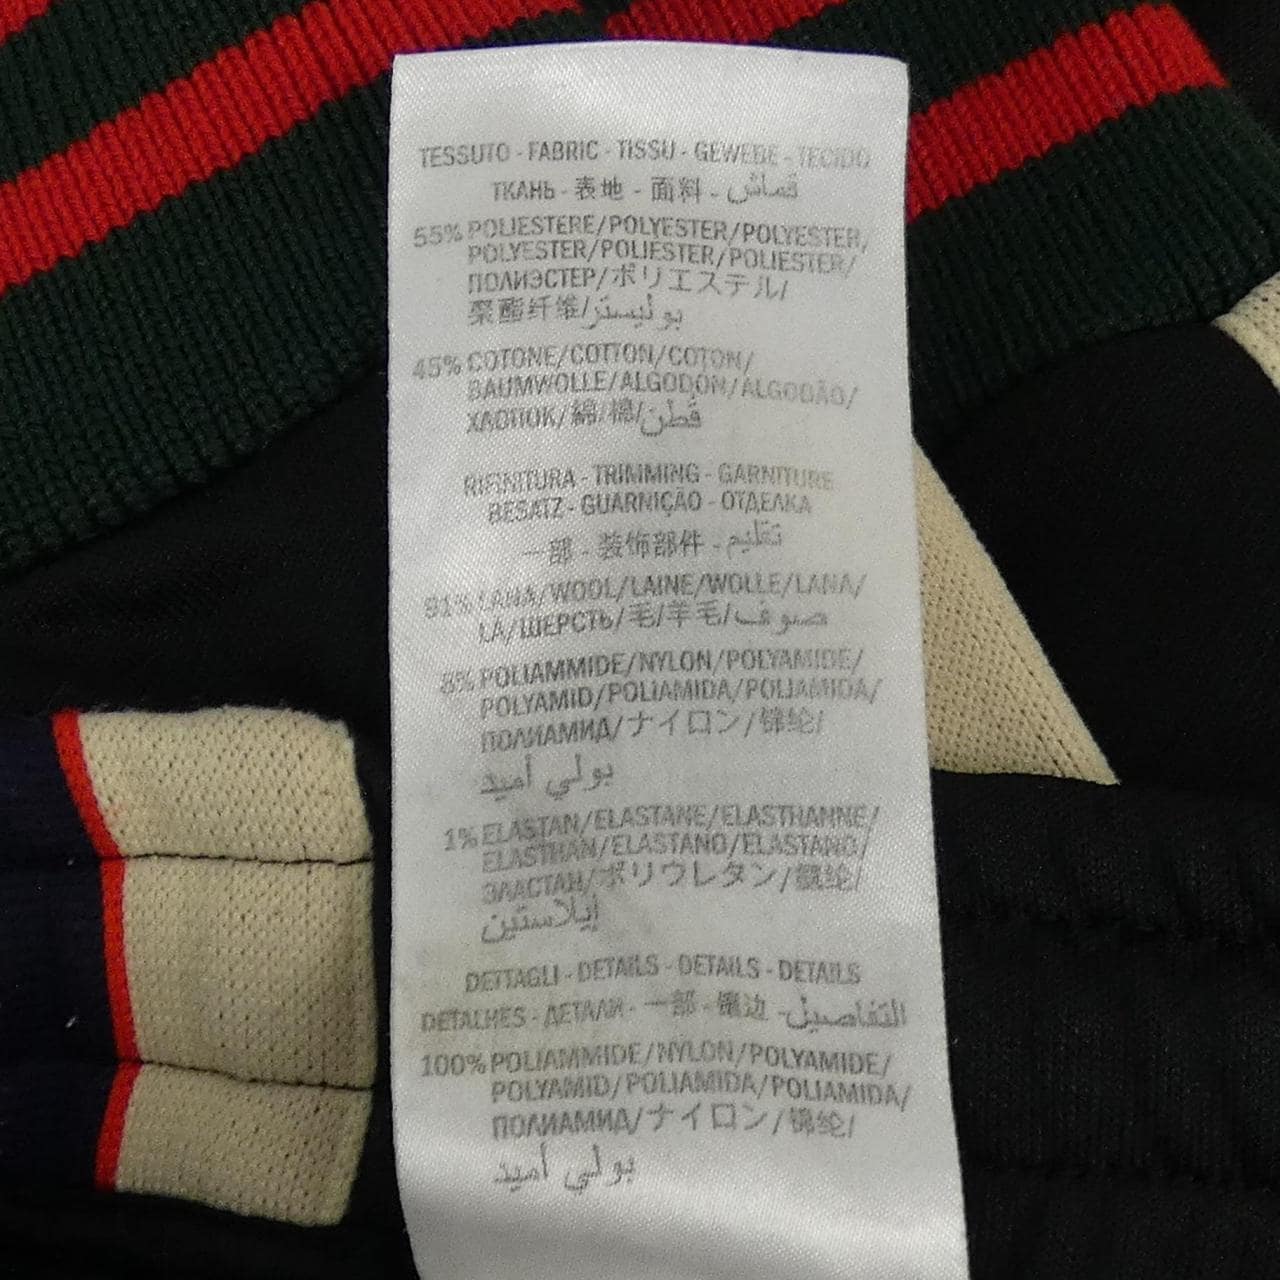 TESSUTO - FABRIC - TISSU - GEWEBE - TECIDO
ТКАНЬ - 表地 - 面料 - قماش
55% POLIESTERE/POLYESTER/POLYESTER/
POLYESTER/POLIESTER/POLIESTER/
ПОЛИЭСТЕР/ポリエステル/
聚酯纤维/بوليستر
45% COTONE/COTTON/COTON/
BAUMWOLLE/ALGODON/ALGODÃO/
ХЛОПОК/綿/棉/قطن
RIFINITURA - TRIMMING - GARNITURE
BESATZ - GUARNIÇÃO - ОТДЕЛКА
一部 - 装饰部件 - تقليم
91% LANA/WOOL/LAINE/WOLLE/LANA/
LÃ/ШЕРСТЬ/毛/羊毛/صوف
8% POLIAMMIDE/NYLON/POLYAMIDE/
POLYAMID/POLIAMIDA/POLIAMIDA/
ПОЛИАМИД/ナイロン/锦纶/
بولي أميد
1% ELASTAN/ELASTANE/ELASTHANNE/
ELASTHAN/ELASTANO/ELASTANO/
ЭЛАСТАН/ポリウレタン/氨纶/
إيلاستين
DETTAGLI - DETAILS - DETAILS - DETAILS
DETALHES - ДЕТАЛИ - 一部 - 镶边 - التفاصيل
100% POLIAMMIDE/NYLON/POLYAMIDE/
POLYAMID/POLIAMIDA/POLIAMIDA/
ПОЛИАМИД/ナイロン/锦纶/
بولي أميد